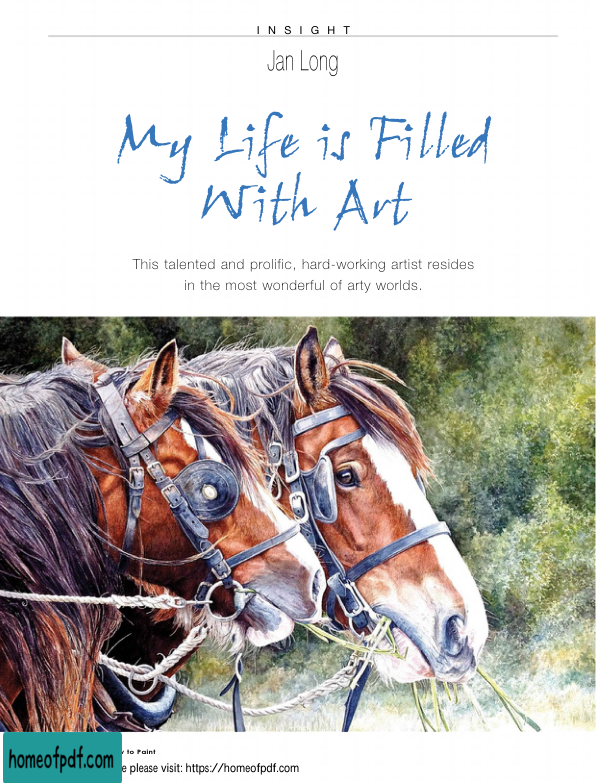 INSIGHT
Jan Long
My Life is Filled
With Art
This talented and prolific, hard-working artist resides
in the most wonderful of arty worlds.
to Paint
homeofpdf.com
please visit: https://homeofpdf.com